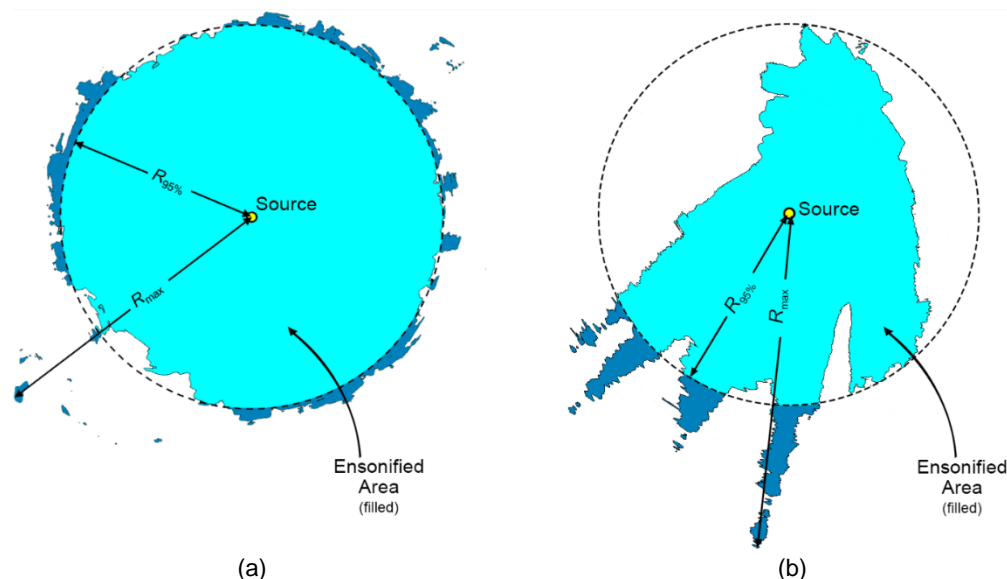 Source
R95%
Rmax
Ensonified
Area
(filled)
(a)
Source
R95%
Rmax
Ensonified
Area
(filled)
(b)